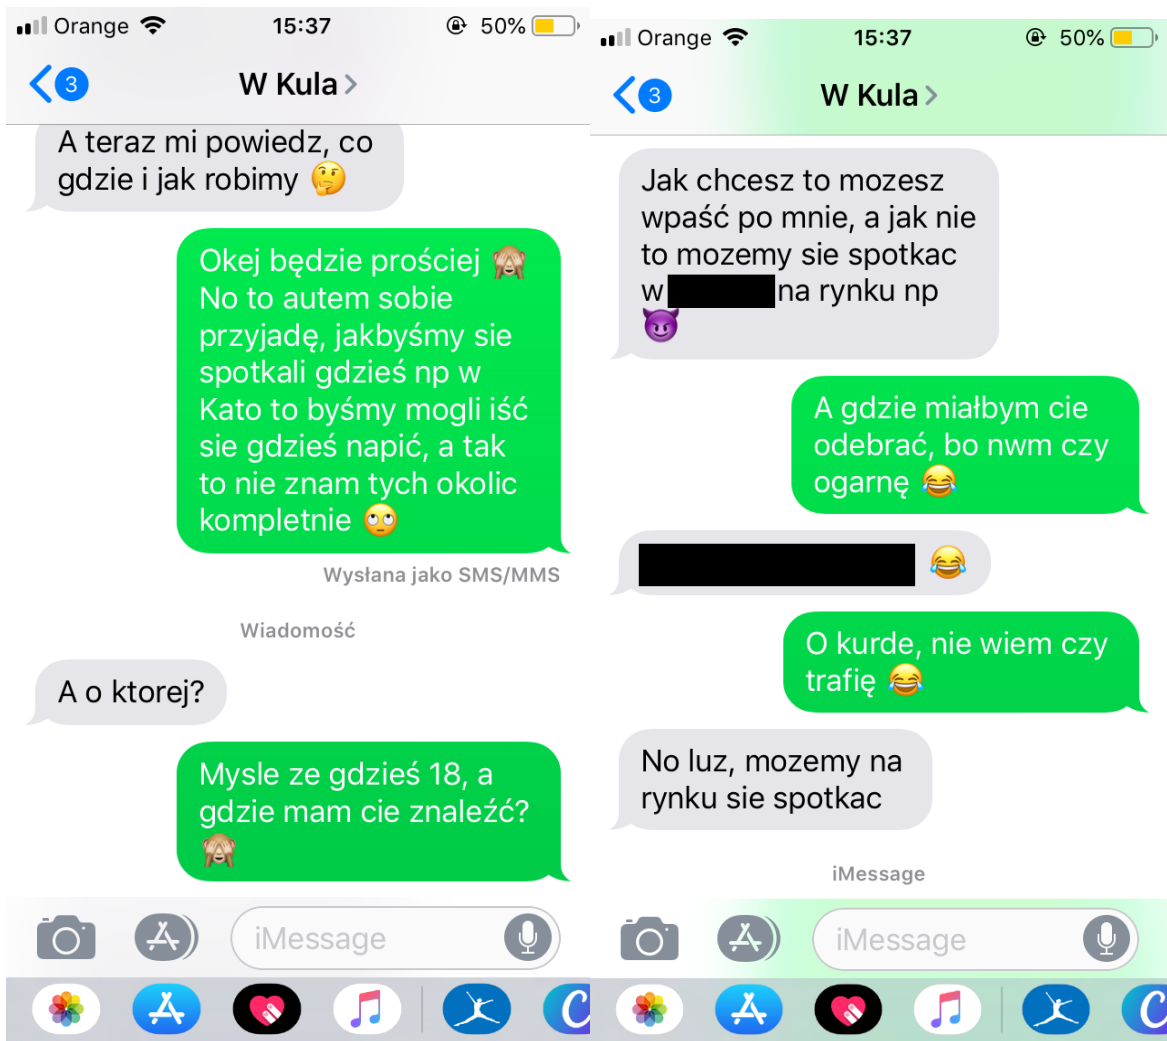 Orange 15:37 50%
3 W Kula
A teraz mi powiedz, co
gdzie i jak robimy 🤔
Okej będzie prościej 🙈
No to autem sobie
przyjadę, jakbyśmy sie
spotkali gdzieś np w
Kato to byśmy mogli iść
sie gdzieś napić, a tak
to nie znam tych okolic
kompletnie 🙄
Wysłana jako SMS/MMS
Wiadomość
A o ktorej?
Mysle ze gdzieś 18, a
gdzie mam cie znaleźć?
🙈
iMessage
Orange 15:37 50%
3 W Kula
Jak chcesz to mozesz
wpaść po mnie, a jak nie
to mozemy sie spotkac
w na rynku np
😈
A gdzie miałbym cie
odebrać, bo nwm czy
ogarnę 😂
😂
O kurde, nie wiem czy
trafię 😂
No luz, mozemy na
rynku sie spotkac
iMessage
iMessage